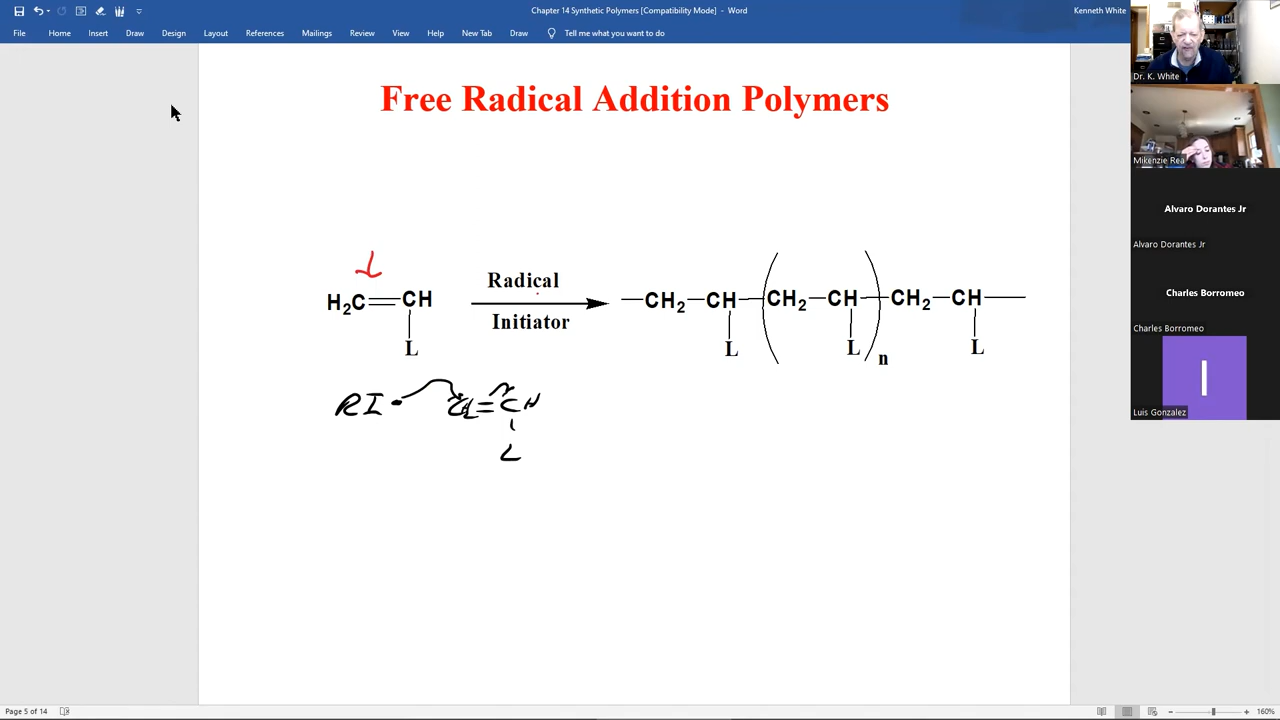 Chapter 14 Synthetic Polymers [Compatibility Mode] - Word
Kenneth White
File Home Insert Draw Design Layout References Mailings Review View Help New Tab Draw Tell me what you want to do
Free Radical Addition Polymers
H₂C=CH
L
Radical
Initiator
—CH₂—CH—(CH₂—CH—)n—CH₂—CH—
L L L
RI• CH₂=CH
L
Dr. K. White
Mikenzie Rea
Alvaro Dorantes Jr
Alvaro Dorantes Jr
Charles Borromeo
Charles Borromeo
I
Luis Gonzalez
Page 5 of 14
160%